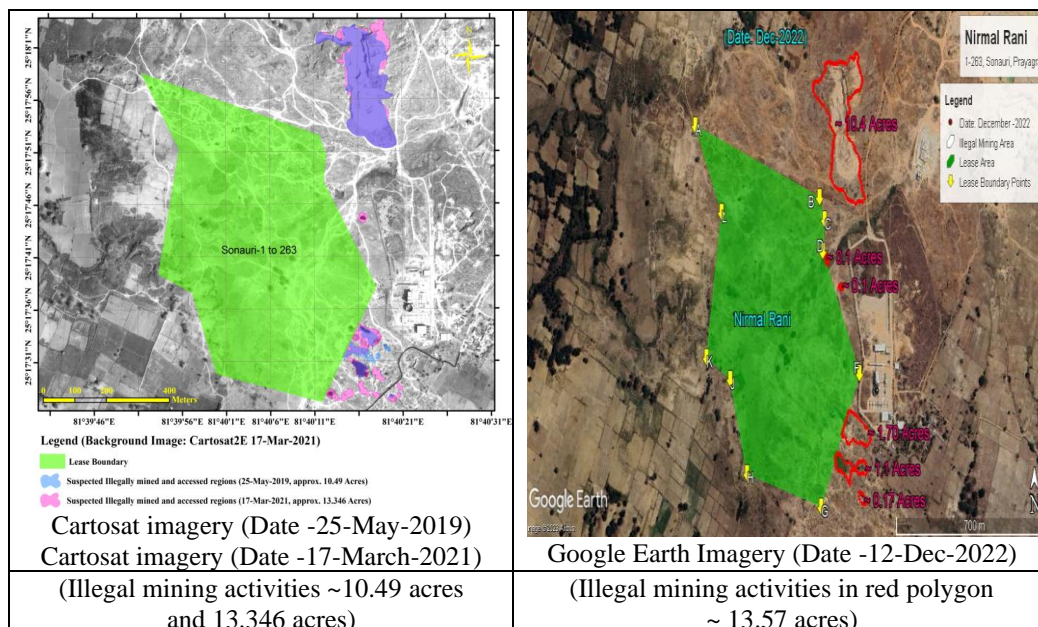 25°18'1"N
25°17'56"N
25°17'51"N
25°17'46"N
25°17'41"N
25°17'36"N
25°17'31"N
S
Sonauri-1 to 263
0 100 200 400
Meters
81°39'46"E 81°39'56"E 81°40'1"E 81°40'6"E 81°40'21"E 81°40'31"E
Legend (Background Image: Cartosat2E 17-Mar-2021)
Lease Boundary
Suspected Illegally mined and accessed regions (25-May-2019, approx. 10.49 Acres)
Suspected Illegally mined and accessed regions (17-Mar-2021, approx. 13.346 Acres)
Cartosat imagery (Date -25-May-2019)
Cartosat imagery (Date -17-March-2021)
(Illegal mining activities ~10.49 acres
and 13.346 acres)
(Date- Dec-2022)
Nirmal Rani
1-263, Sonauri, Prayagr
Legend
Date: December -2022
Illegal Mining Area
Lease Area
Lease Boundary Points
~ 10.4 Acres
A
B
C
D
~ 0.1 Acres
~ 0.1 Acres
Nirmal Rani
K
J
F
~ 1.70 Acres
~ 1.1 Acres
~ 0.17 Acres
H
G
Google Earth
700 m
N
Google Earth Imagery (Date -12-Dec-2022)
(Illegal mining activities in red polygon
~ 13.57 acres)